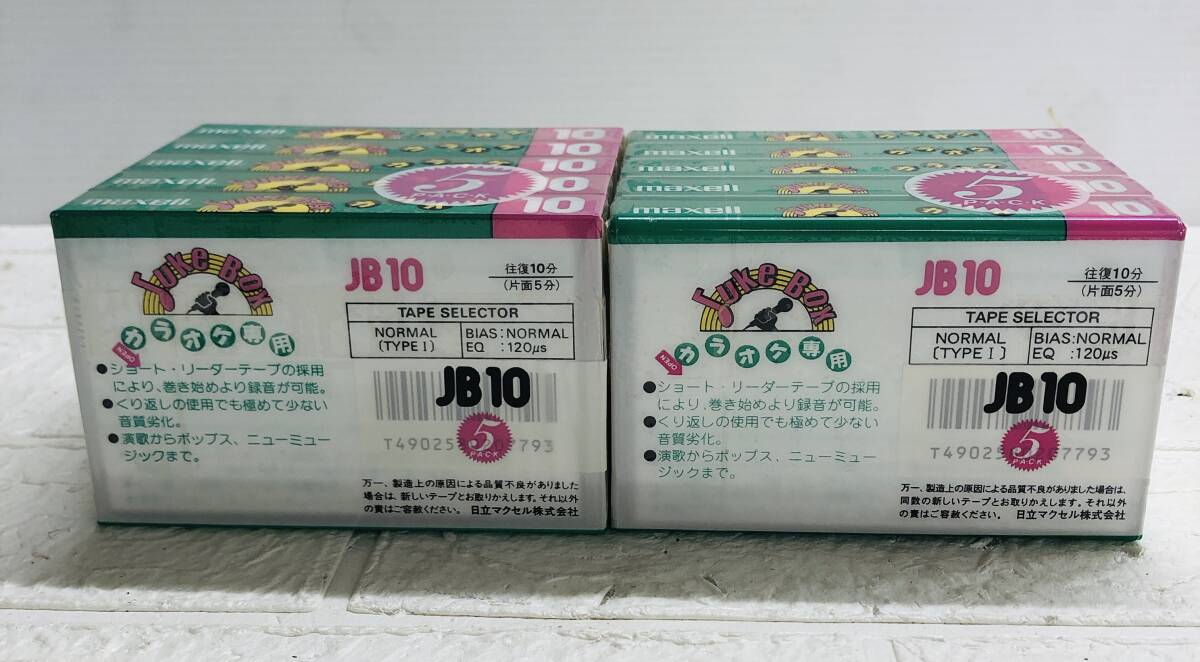 maxell カラオケ 10
maxell カラオケ 10
maxell 10
maxell 10
maxell 10
5
PACK
Juke Box
カラオケ専用
OPEN
JB10
往復10分
(片面5分)
TAPE SELECTOR
NORMAL
(TYPE I)
BIAS:NORMAL
EQ :120μs
●ショート・リーダーテープの採用
により、巻き始めより録音が可能。
●くり返しの使用でも極めて少ない
音質劣化。
●演歌からポップス、ニューミュー
ジックまで。
JB10
5
PACK
万一、製造上の原因による品質不良がありました
場合は、新しいテープとお取りかえします。それ以外
の責はご容赦ください。 日立マクセル株式会社
maxell カラオケ 10
maxell カラオケ 10
maxell 10
maxell 10
maxell 10
5
P·A·C·K
Juke Box
カラオケ専用
OPEN
JB10
往復10分
(片面5分)
TAPE SELECTOR
NORMAL
(TYPE I)
BIAS:NORMAL
EQ :120μs
●ショート・リーダーテープの採用
により、巻き始めより録音が可能。
●くり返しの使用でも極めて少ない
音質劣化。
●演歌からポップス、ニューミュー
ジックまで。
JB10
5
PACK
万一、製造上の原因による品質不良がありました場合は、
同数の新しいテープとお取りかえします。それ以外
の責はご容赦ください。 日立マクセル株式会社